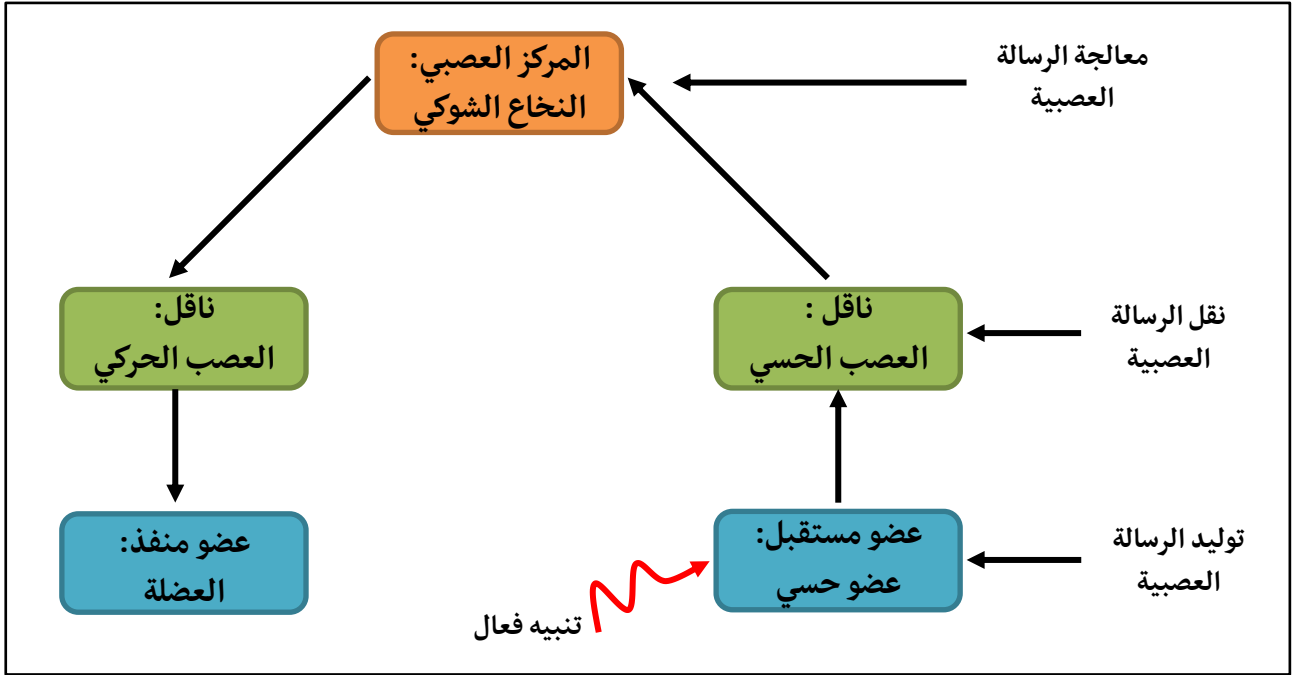 معالجة الرسالة
العصبية
المركز العصبي:
النخاع الشوكي
نقل الرسالة
العصبية
ناقل :
العصب الحسي
ناقل:
العصب الحركي
توليد الرسالة
العصبية
عضو مستقبل:
عضو حسي
عضو منفذ:
العضلة
تنبيه فعال